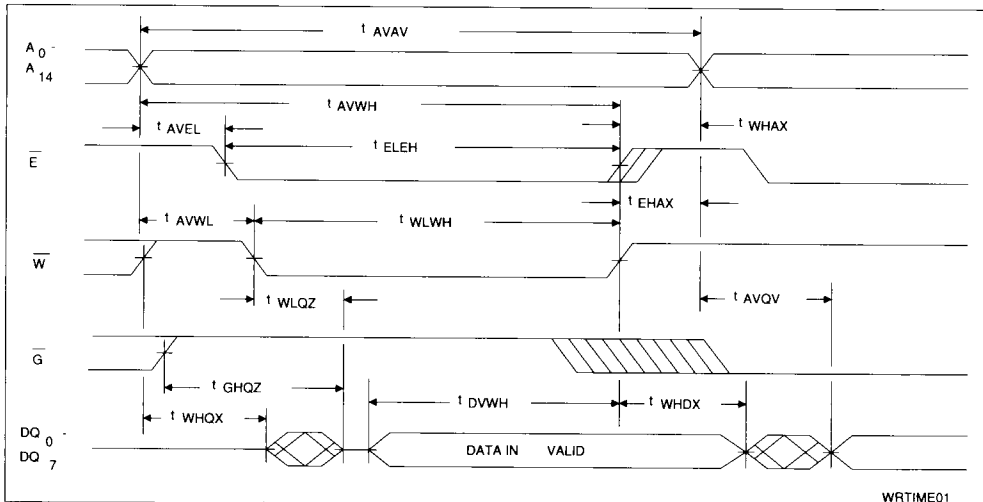 t AVAV
A 0 -
A 14
t AVWH
t AVEL
t WHAX
t ELEH
E
t EHAX
t AVWL
t WLWH
W
t WLQZ
t AVQV
G
t GHQZ
t DVWH
t WHDX
t WHQX
DQ 0 -
DQ 7
DATA IN VALID
WRTIME01